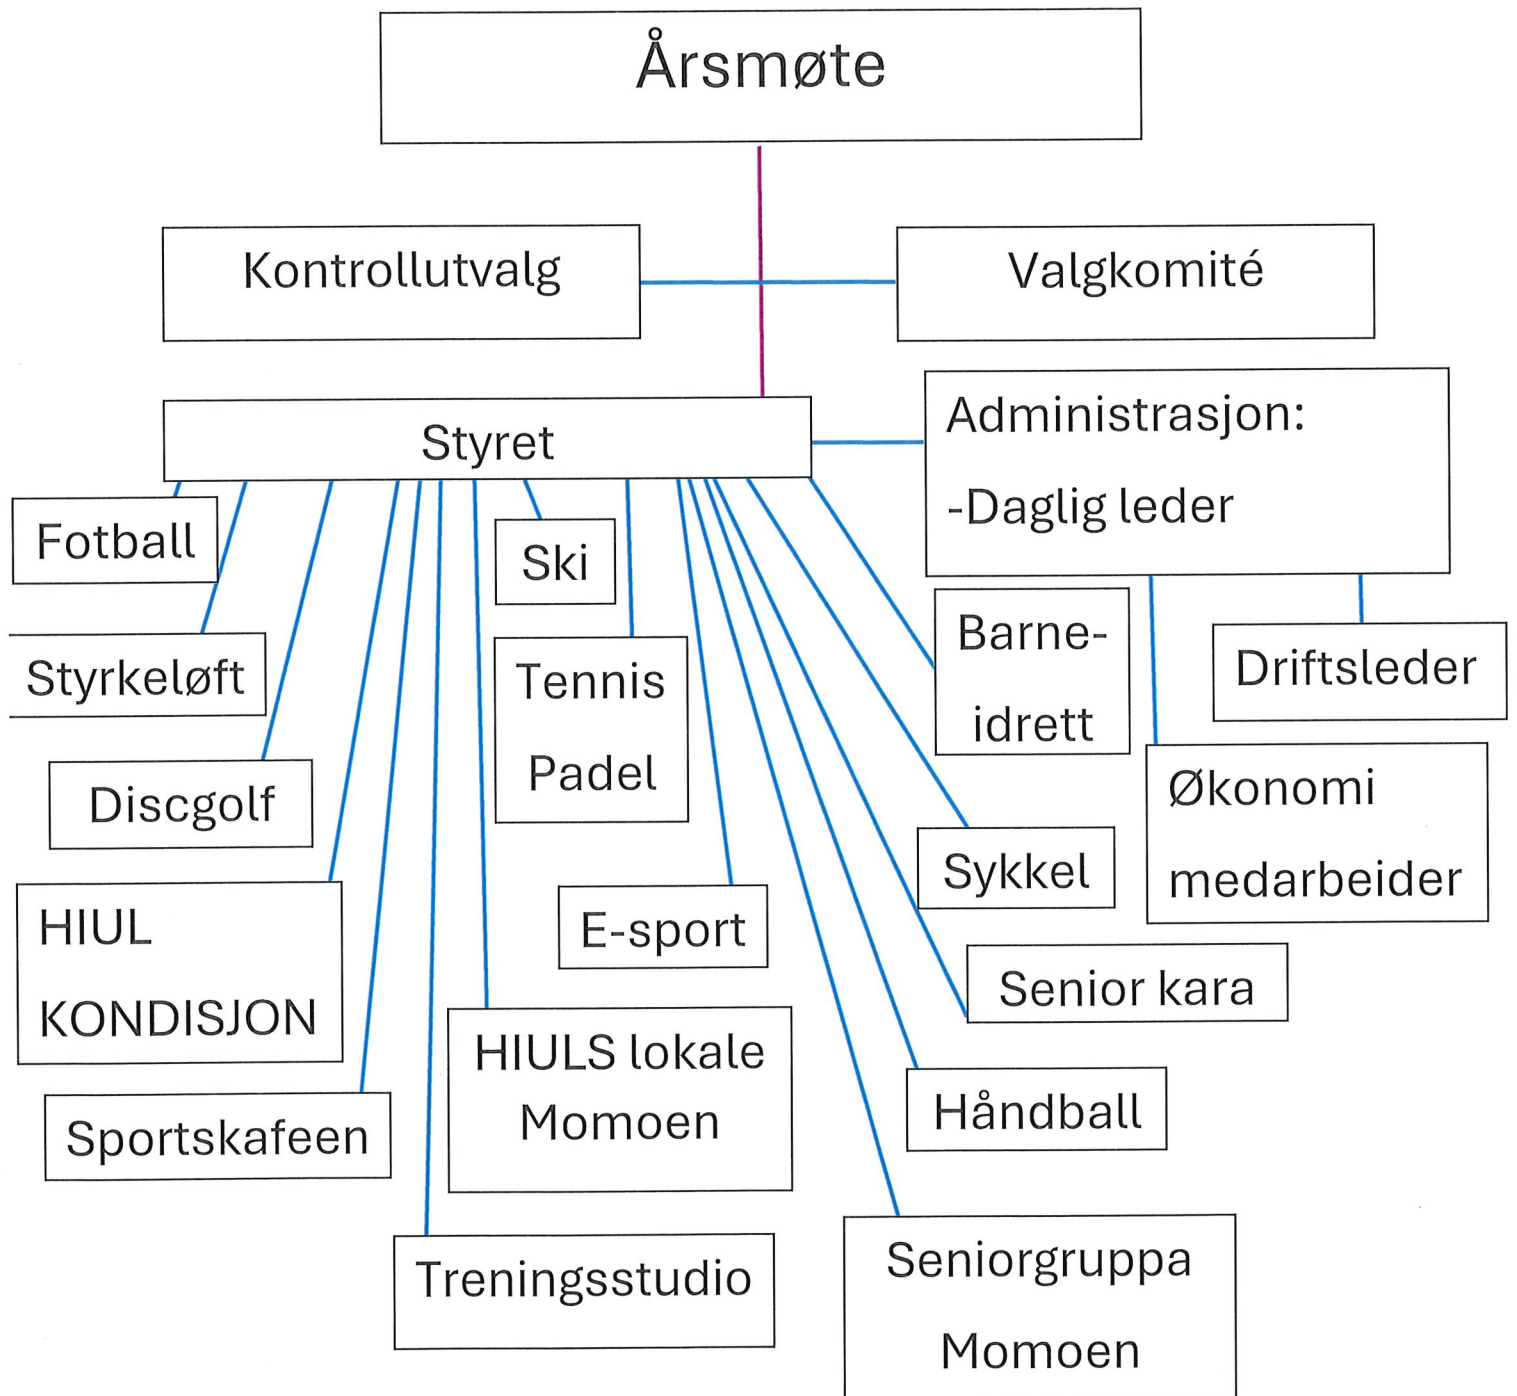 Årsmøte
Kontrollutvalg
Valgkomité
Styret
Administrasjon:
-Daglig leder
Fotball
Ski
Barne-
idrett
Driftsleder
Styrkeløft
Tennis
Padel
Discgolf
Økonomi
medarbeider
Sykkel
HIUL
KONDISJON
E-sport
Senior kara
HIULS lokale
Momoen
Håndball
Sportskafeen
Treningsstudio
Seniorgruppa
Momoen